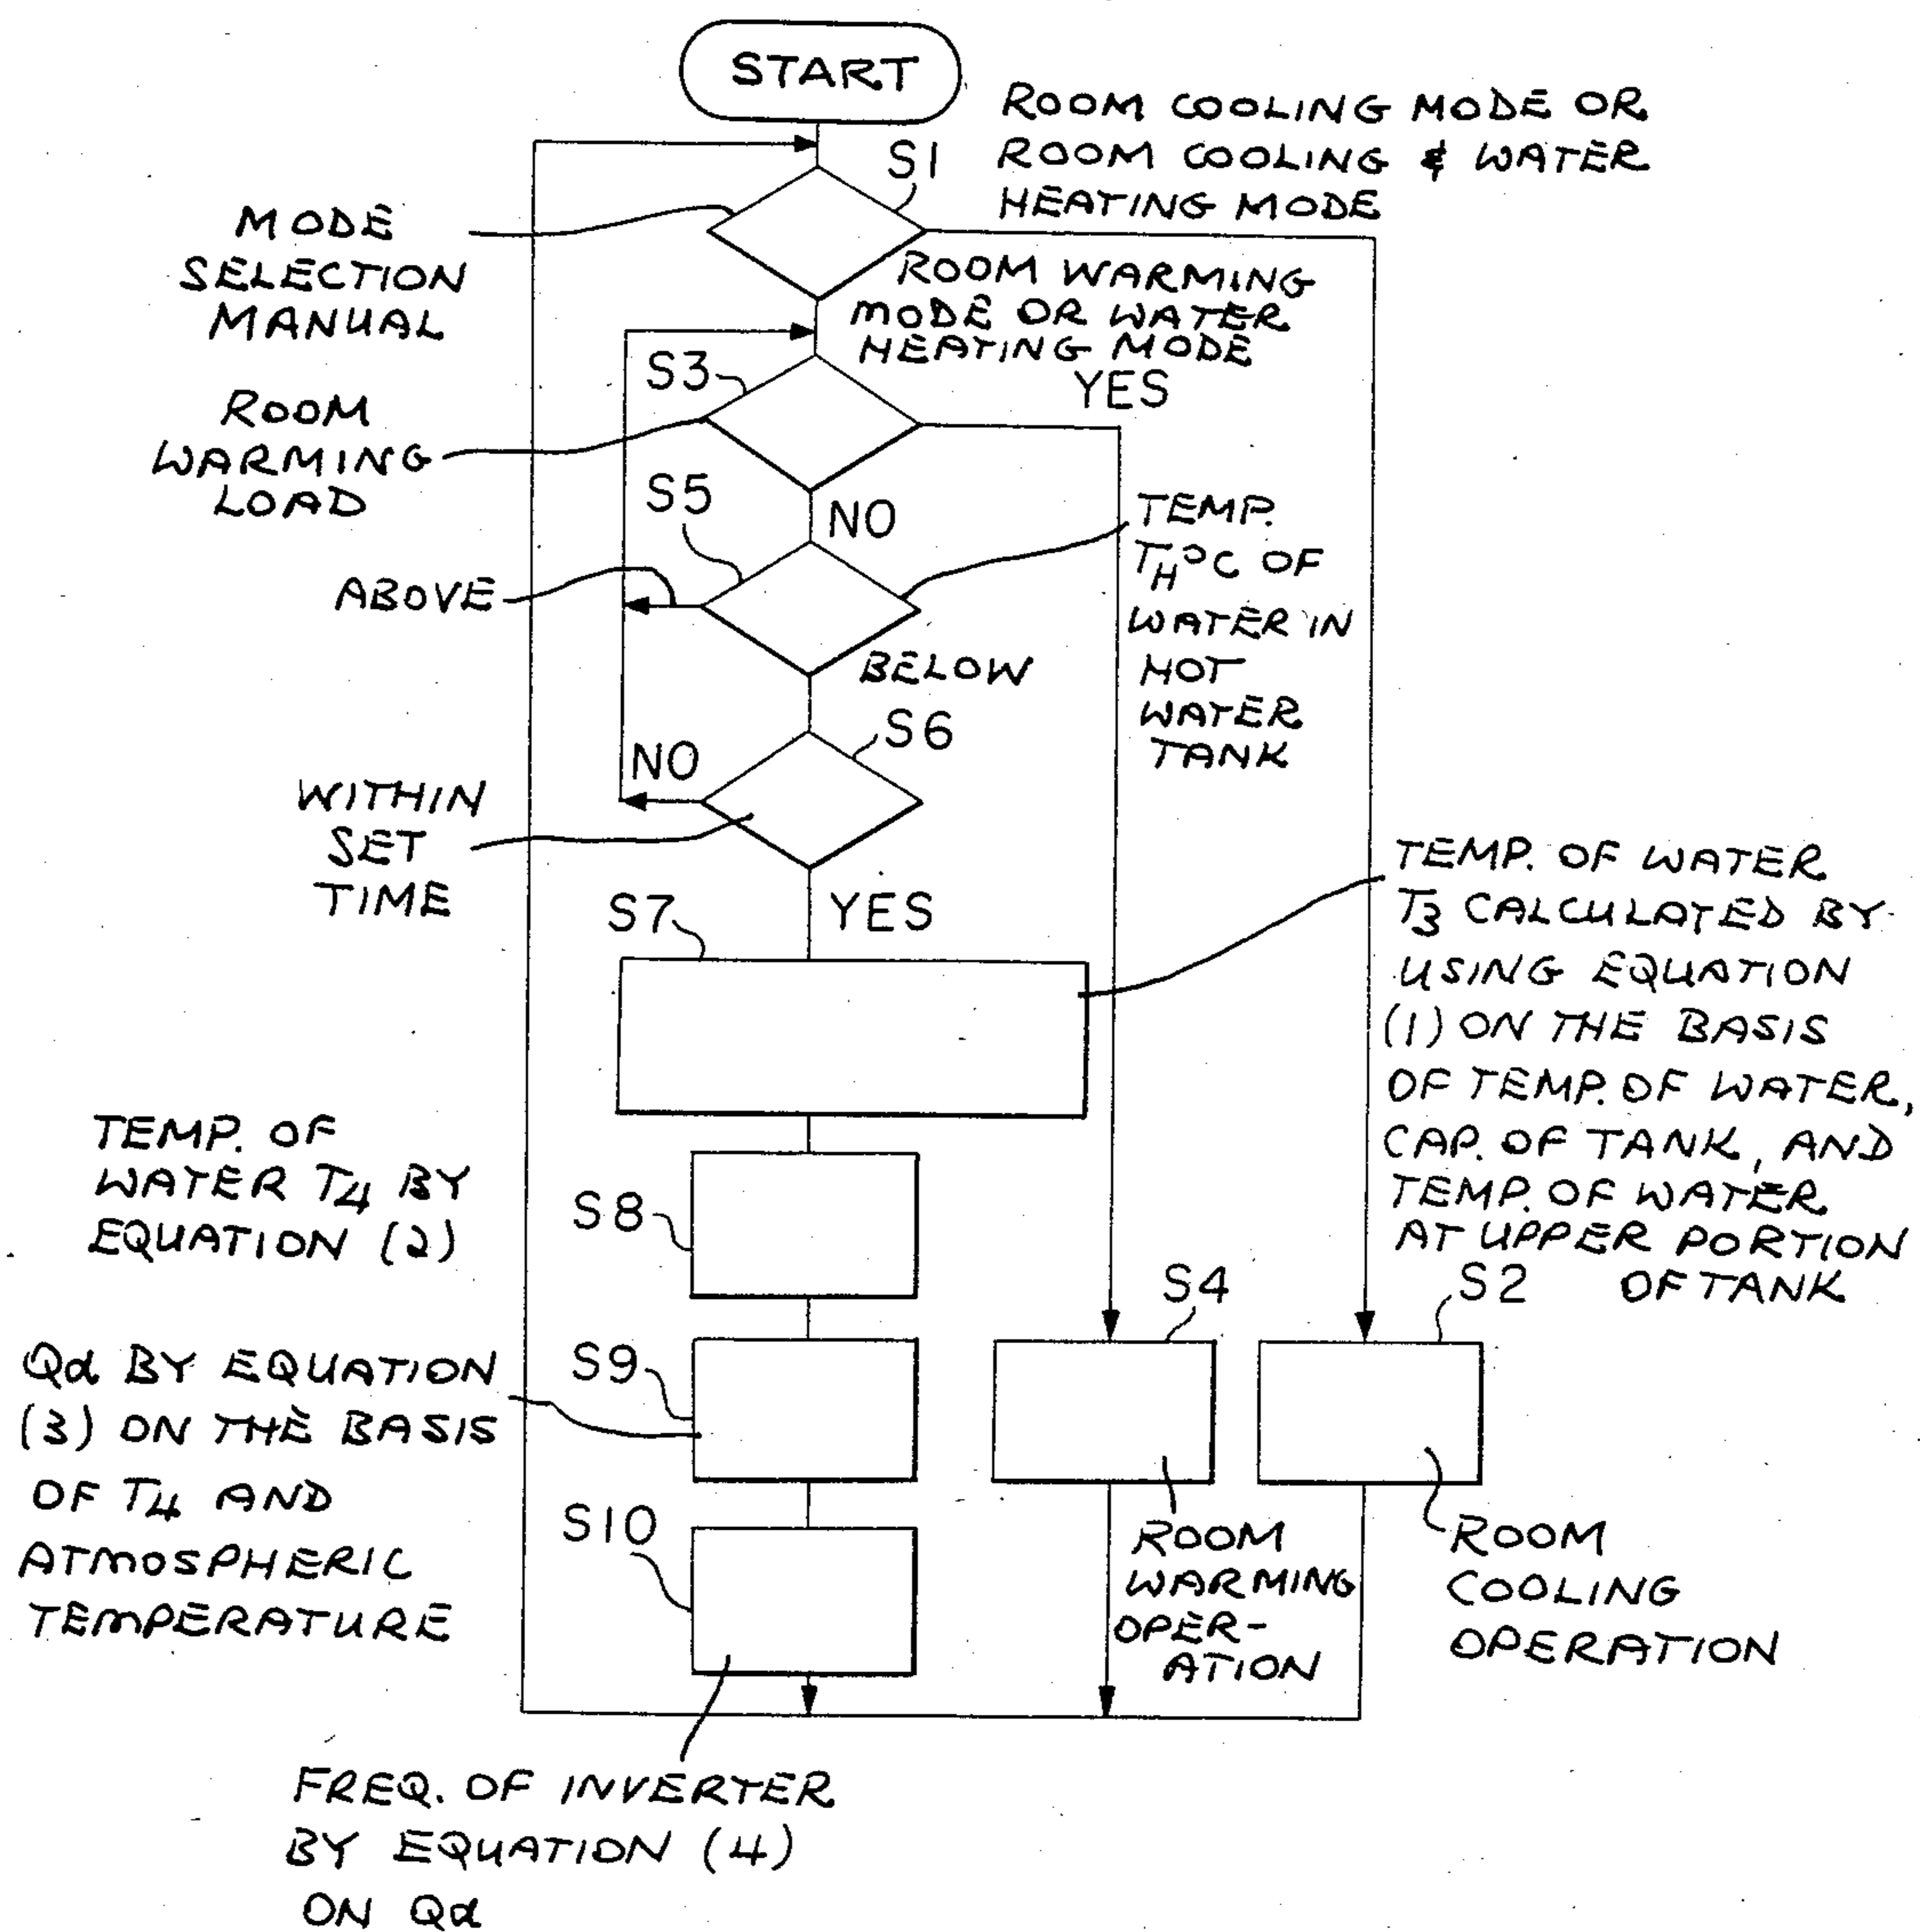 START
ROOM COOLING MODE OR
ROOM COOLING & WATER
HEATING MODE
S1
MODE
SELECTION
MANUAL
ROOM WARMING
MODE OR WATER
HEATING MODE
S3
YES
ROOM
WARMING
LOAD
S5
NO
TEMP.
TH°C OF
WATER IN
HOT
WATER
TANK
ABOVE
BELOW
S6
NO
WITHIN
SET
TIME
YES
S7
TEMP. OF WATER
T3 CALCULATED BY
USING EQUATION
(1) ON THE BASIS
OF TEMP. OF WATER,
CAP. OF TANK, AND
TEMP. OF WATER
AT UPPER PORTION
OF TANK
TEMP. OF
WATER T4 BY
EQUATION (2)
S8
S4
S2
Qα BY EQUATION
(3) ON THE BASIS
OF T4 AND
ATMOSPHERIC
TEMPERATURE
S9
S10
ROOM
WARMING
OPER-
ATION
ROOM
COOLING
OPERATION
FREQ. OF INVERTER
BY EQUATION (4)
ON Qα